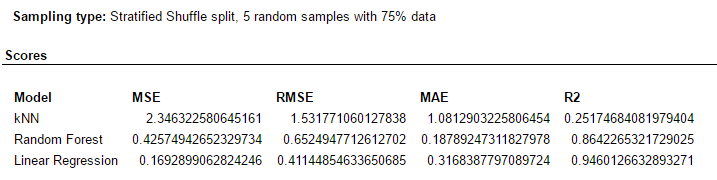 Sampling type: Stratified Shuffle split, 5 random samples with 75% data
Scores
Model MSE RMSE MAE R2
kNN 2.346322580645161 1.531771060127838 1.0812903225806454 0.25174684081979404
Random Forest 0.42574942652329734 0.6524947712612702 0.18789247311827978 0.8642265321729025
Linear Regression 0.1692899062824246 0.41144854633650685 0.3168387797089724 0.9460126632893271